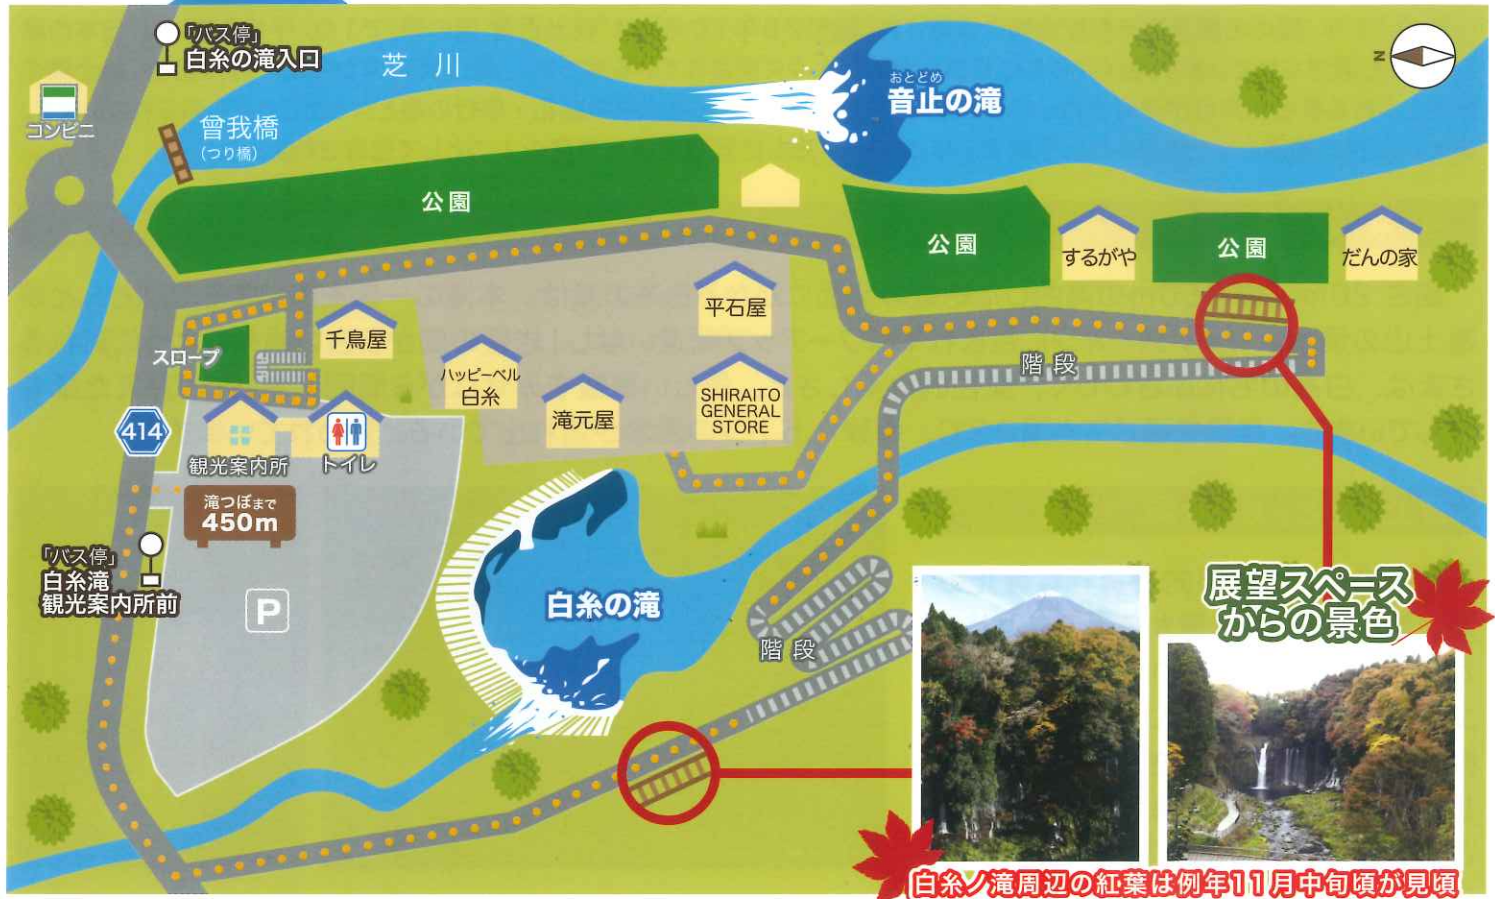 「バス停」
白糸の滝入口
芝川
おとどめ
音止の滝
N
コンビニ
曾我橋
(つり橋)
公園
公園
するがや
公園
だんの家
平石屋
千鳥屋
スロープ
ハッピーベル
白糸
滝元屋
SHIRAITO
GENERAL
STORE
階段
414
観光案内所
トイレ
滝つぼまで
450m
「バス停」
白糸滝
観光案内所前
P
白糸の滝
階段
展望スペース
からの景色
白糸ノ滝周辺の紅葉は例年11月中旬頃が見頃